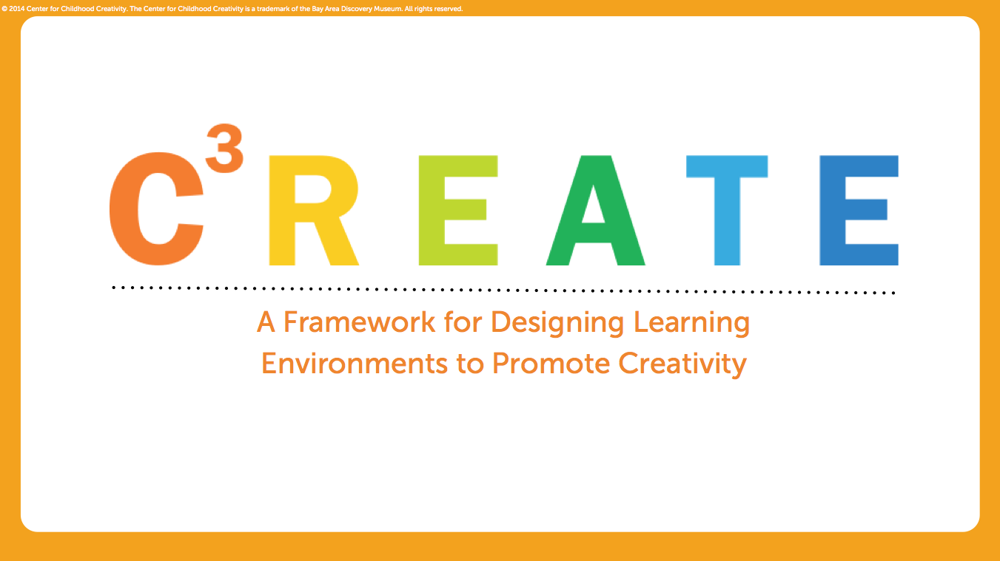 © 2014 Center for Childhood Creativity. The Center for Childhood Creativity is a trademark of the Bay Area Discovery Museum. All rights reserved.
C³REATE
A Framework for Designing Learning
Environments to Promote Creativity